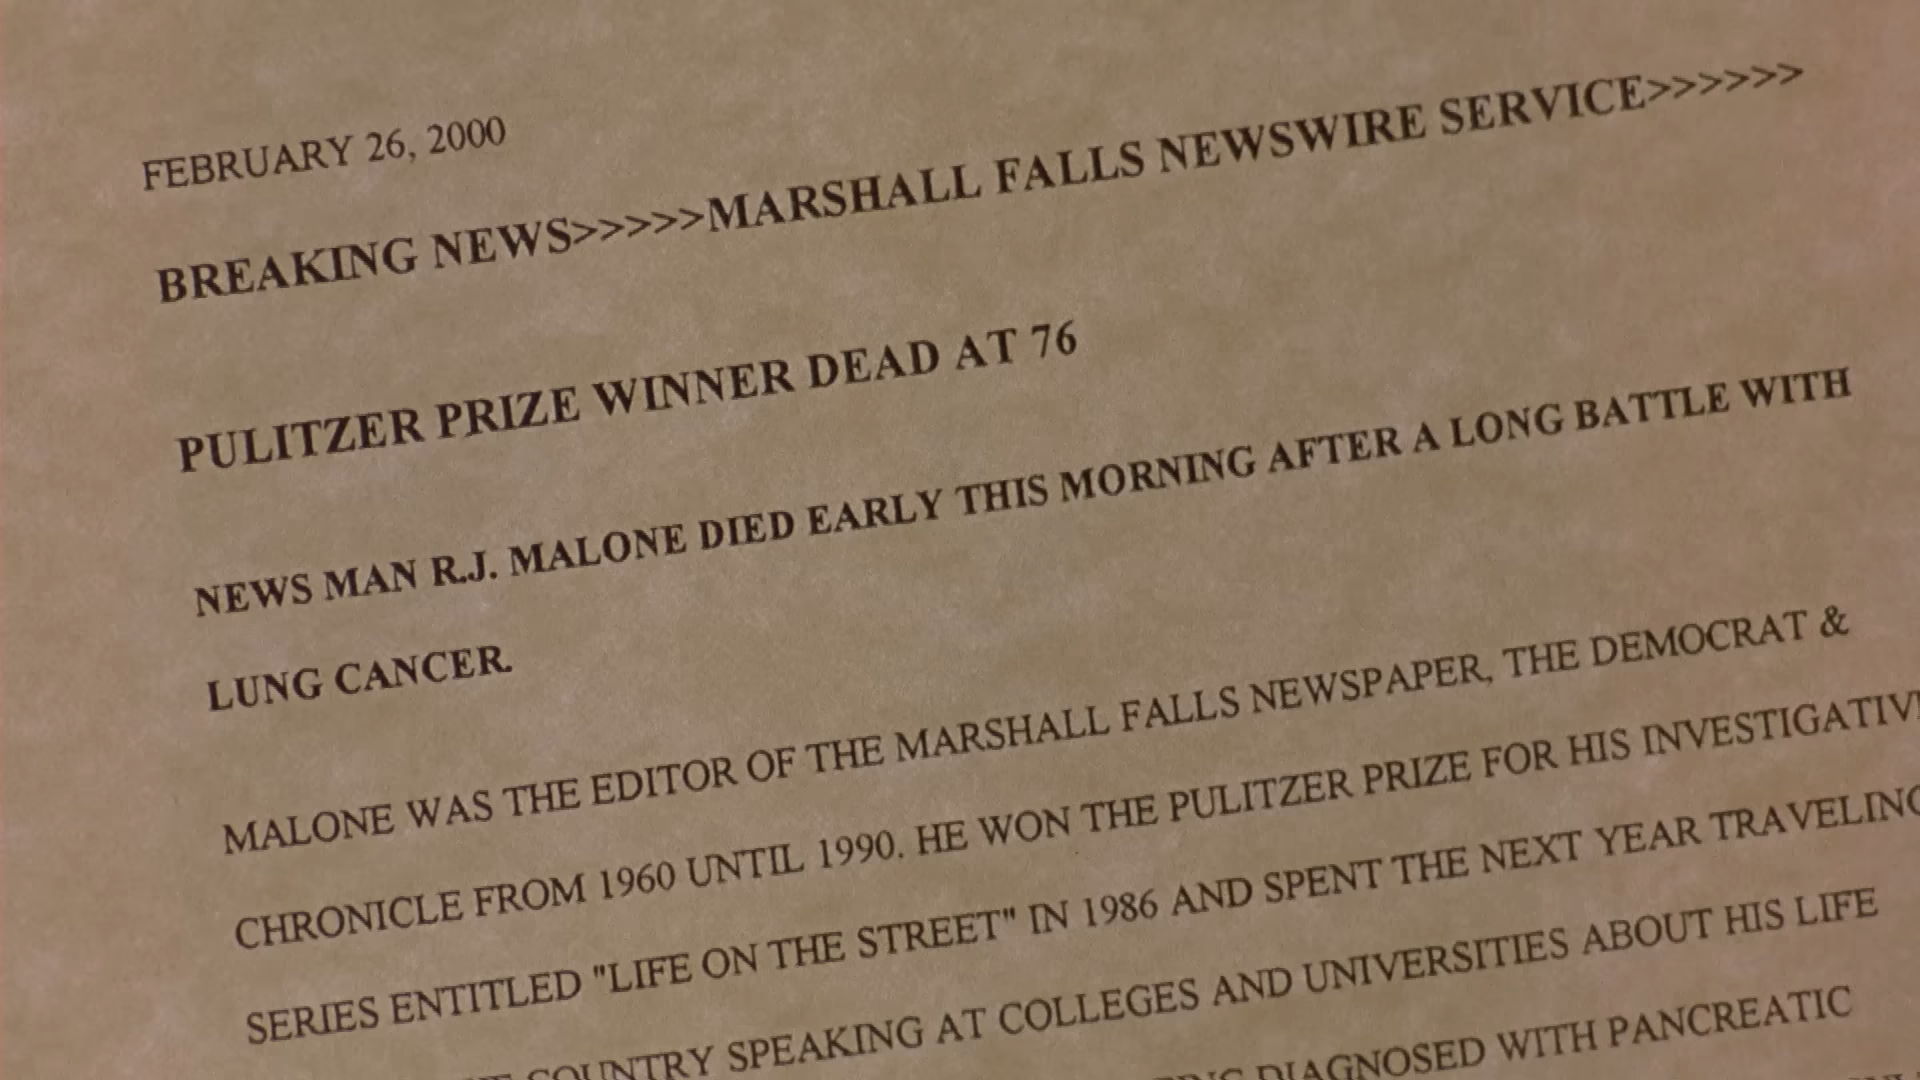 FEBRUARY 26, 2000
BREAKING NEWS>>>>>MARSHALL FALLS NEWSWIRE SERVICE>>>>>>
PULITZER PRIZE WINNER DEAD AT 76
NEWS MAN R.J. MALONE DIED EARLY THIS MORNING AFTER A LONG BATTLE WITH
LUNG CANCER.
MALONE WAS THE EDITOR OF THE MARSHALL FALLS NEWSPAPER, THE DEMOCRAT &
CHRONICLE FROM 1960 UNTIL 1990. HE WON THE PULITZER PRIZE FOR HIS INVESTIGATIVE
SERIES ENTITLED "LIFE ON THE STREET" IN 1986 AND SPENT THE NEXT YEAR TRAVELING
COUNTRY SPEAKING AT COLLEGES AND UNIVERSITIES ABOUT HIS LIFE
DIAGNOSED WITH PANCREATIC